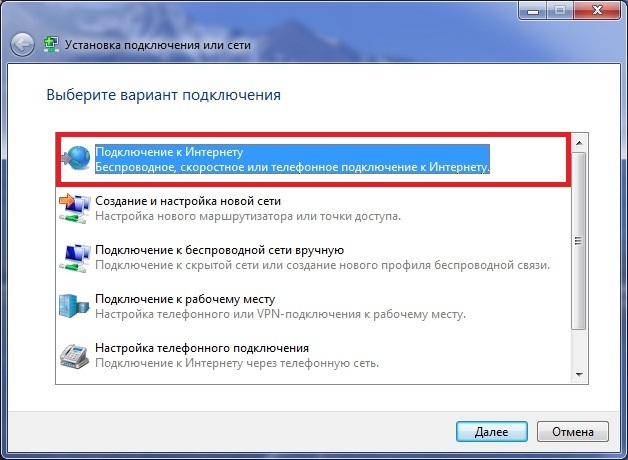 Установка подключения или сети
Выберите вариант подключения
Подключение к Интернету
Беспроводное, скоростное или телефонное подключение к Интернету.
Создание и настройка новой сети
Настройка нового маршрутизатора или точки доступа.
Подключение к беспроводной сети вручную
Подключение к скрытой сети или создание нового профиля беспроводной связи.
Подключение к рабочему месту
Настройка телефонного или VPN-подключения к рабочему месту.
Настройка телефонного подключения
Подключение к Интернету через телефонную сеть.
Далее
Отмена